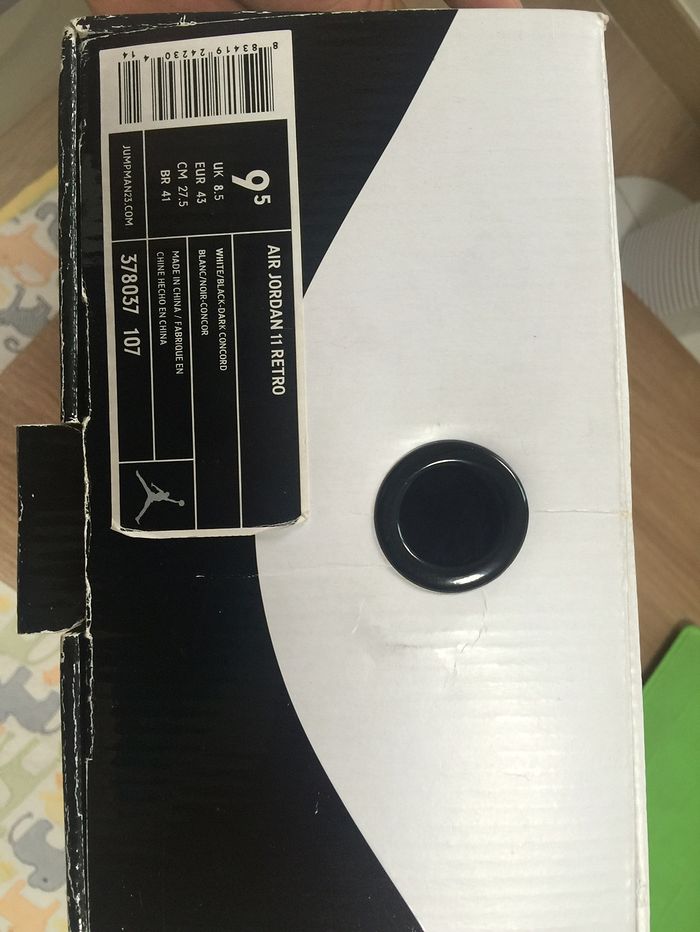 8 83419 24230 4 14
9⁵
UK 8.5
EUR 43
CM 27.5
BR 41
JUMPMAN23.COM
AIR JORDAN 11 RETRO
WHITE/BLACK-DARK CONCORD
BLANC/NOIR-CONCOR
MADE IN CHINA / FABRIQUE EN
CHINE HECHO EN CHINA
378037 107